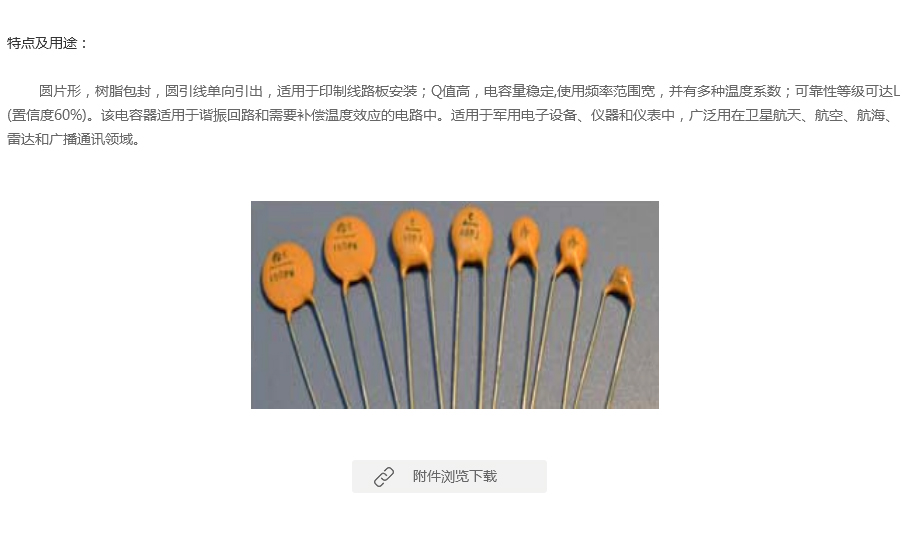 特点及用途：
圆片形，树脂包封，圆引线单向引出，适用于印制线路板安装；Q值高，电容量稳定,使用频率范围宽，并有多种温度系数；可靠性等级可达L
(置信度60%)。该电容器适用于谐振回路和需要补偿温度效应的电路中。适用于军用电子设备、仪器和仪表中，广泛用在卫星航天、航空、航海、
雷达和广播通讯领域。
附件浏览下载